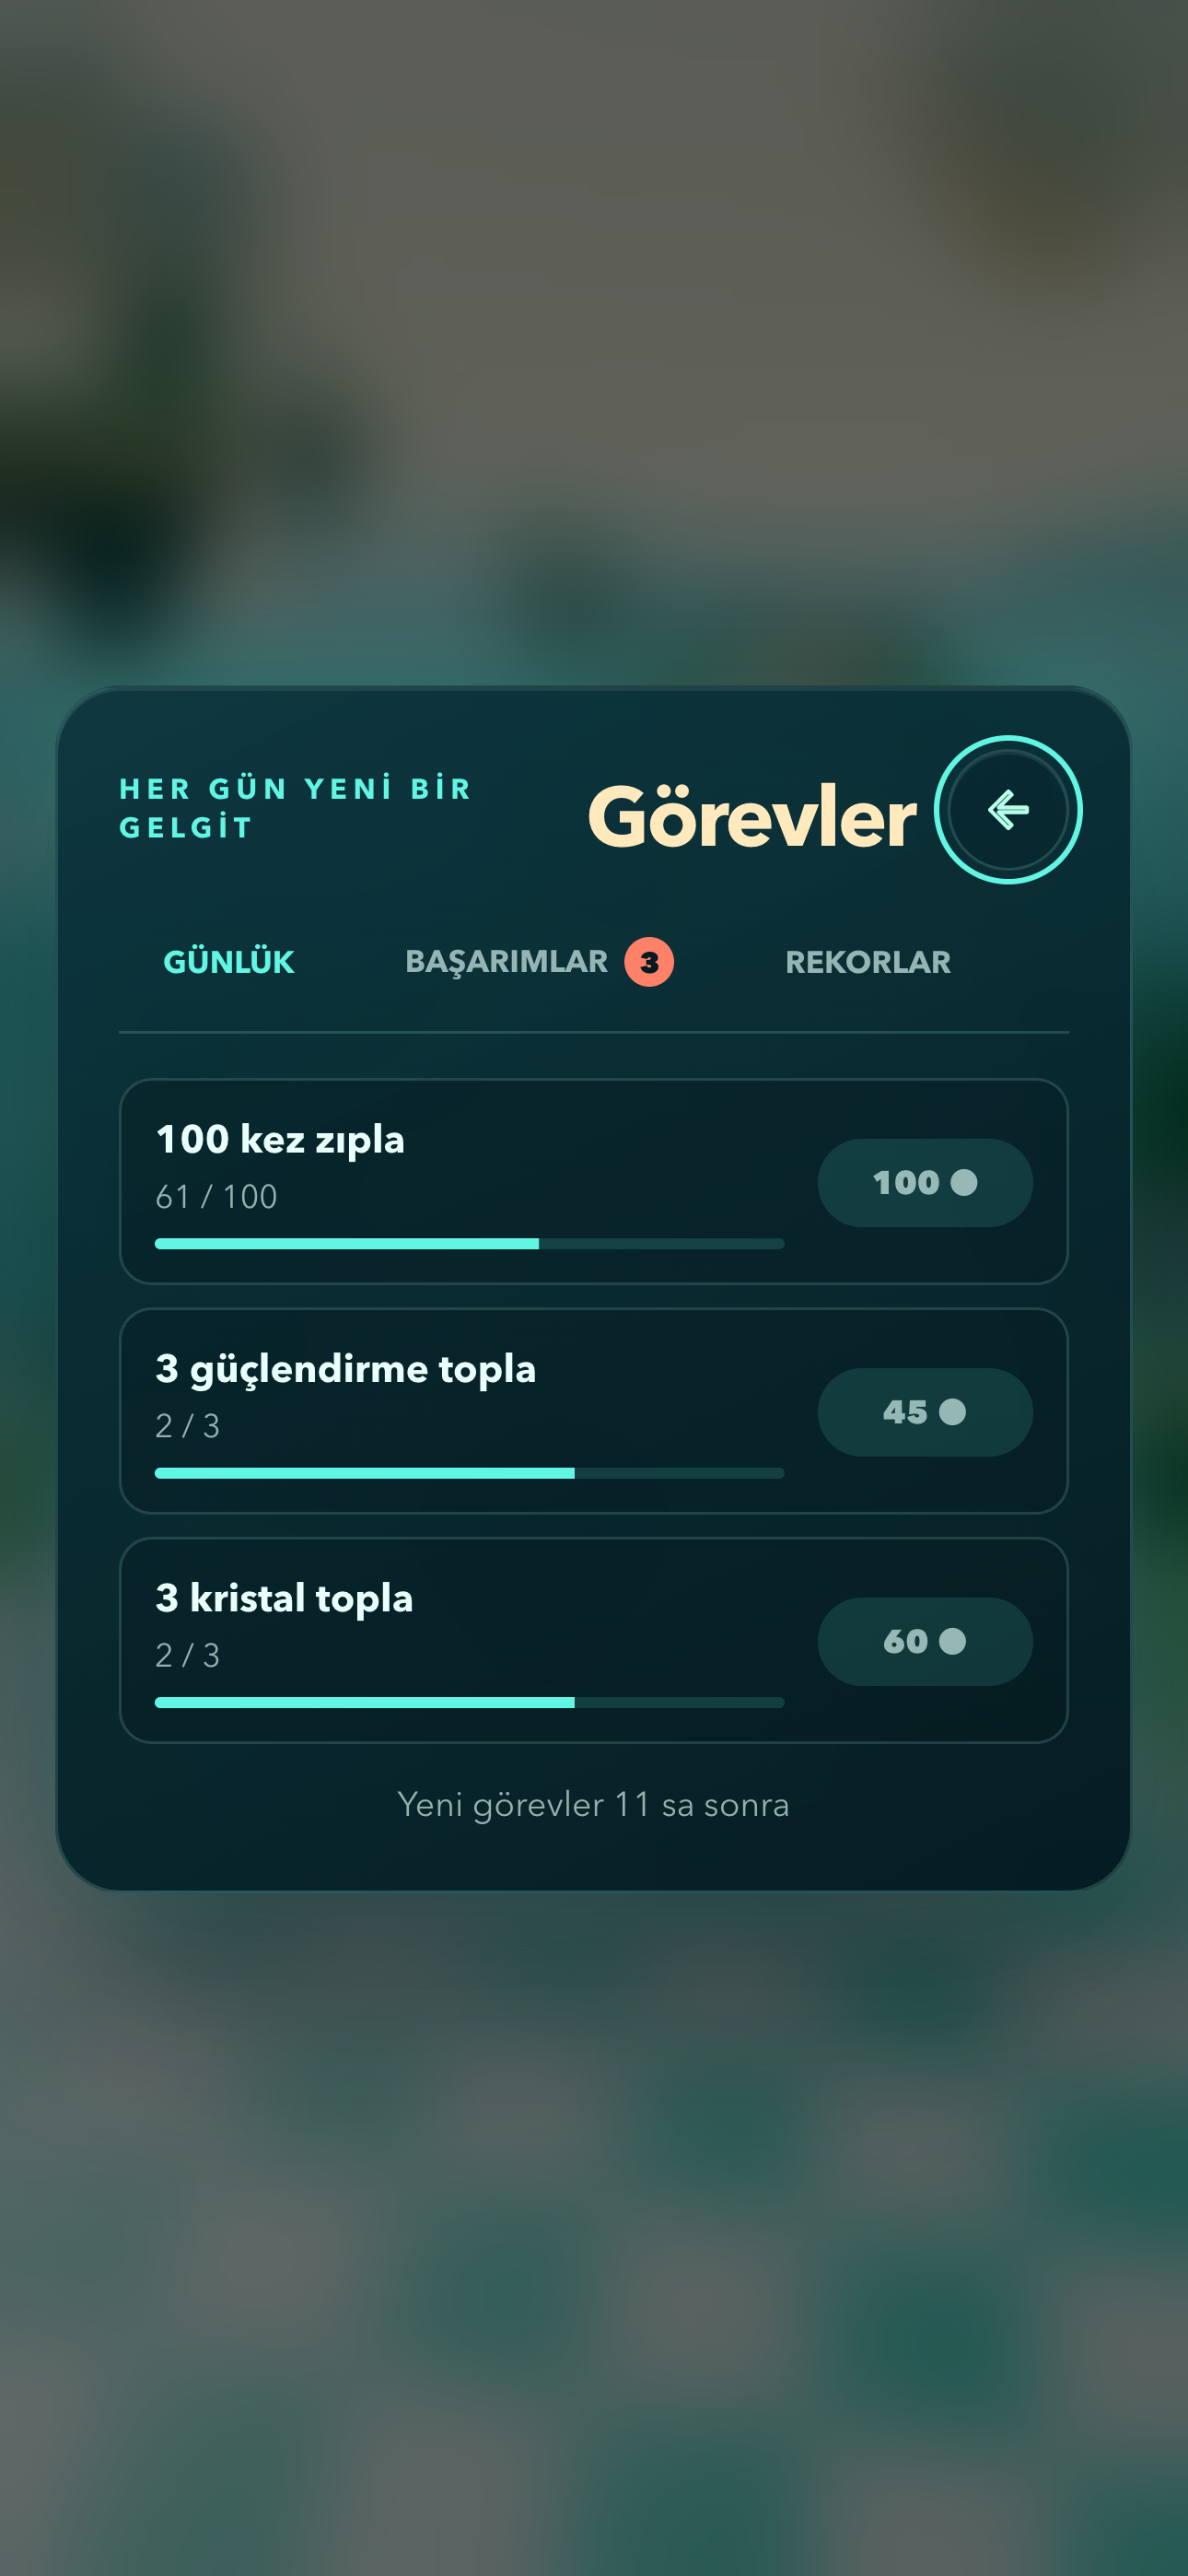 HER GÜN YENİ BİR
GELGİT
Görevler
GÜNLÜK
BAŞARIMLAR 3
REKORLAR
100 kez zıpla
61 / 100
100
3 güçlendirme topla
2 / 3
45
3 kristal topla
2 / 3
60
Yeni görevler 11 sa sonra